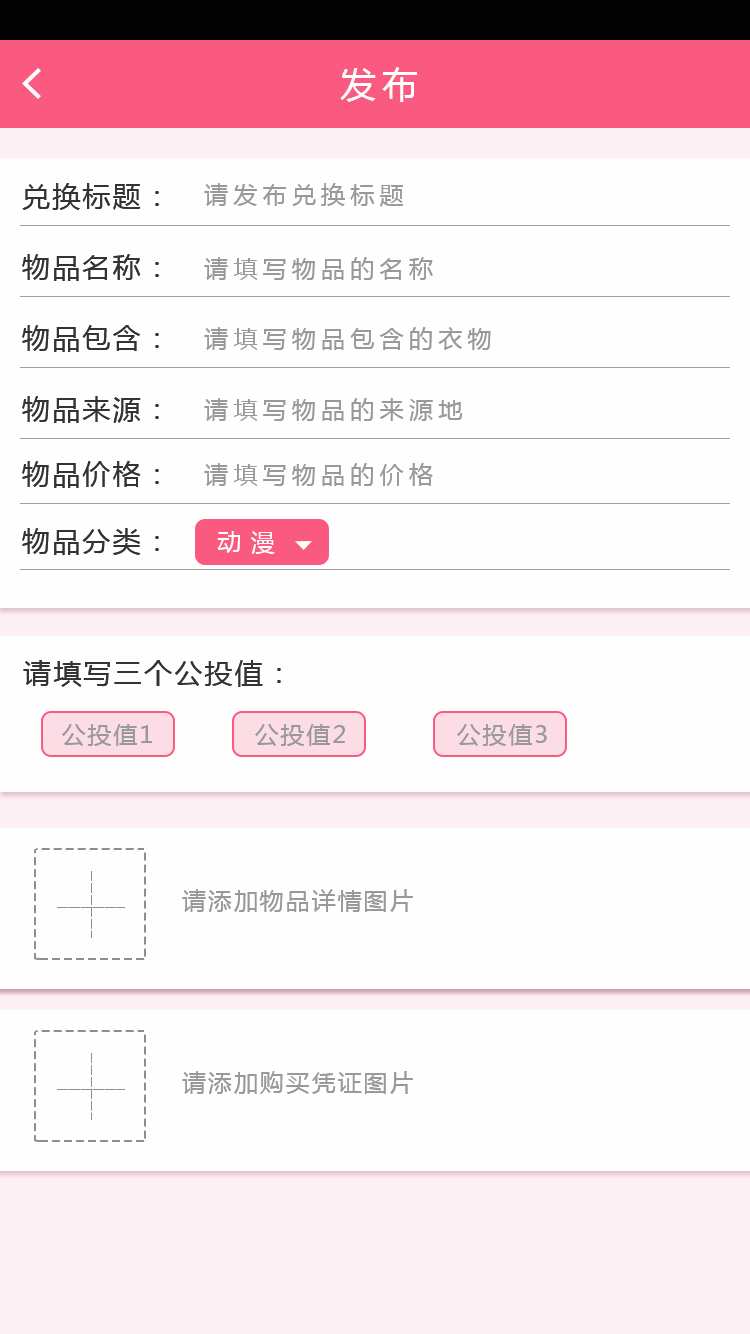 发布
兑换标题： 请发布兑换标题
物品名称： 请填写物品的名称
物品包含： 请填写物品包含的衣物
物品来源： 请填写物品的来源地
物品价格： 请填写物品的价格
物品分类： 动漫
请填写三个公投值：
公投值1 公投值2 公投值3
请添加物品详情图片
请添加购买凭证图片